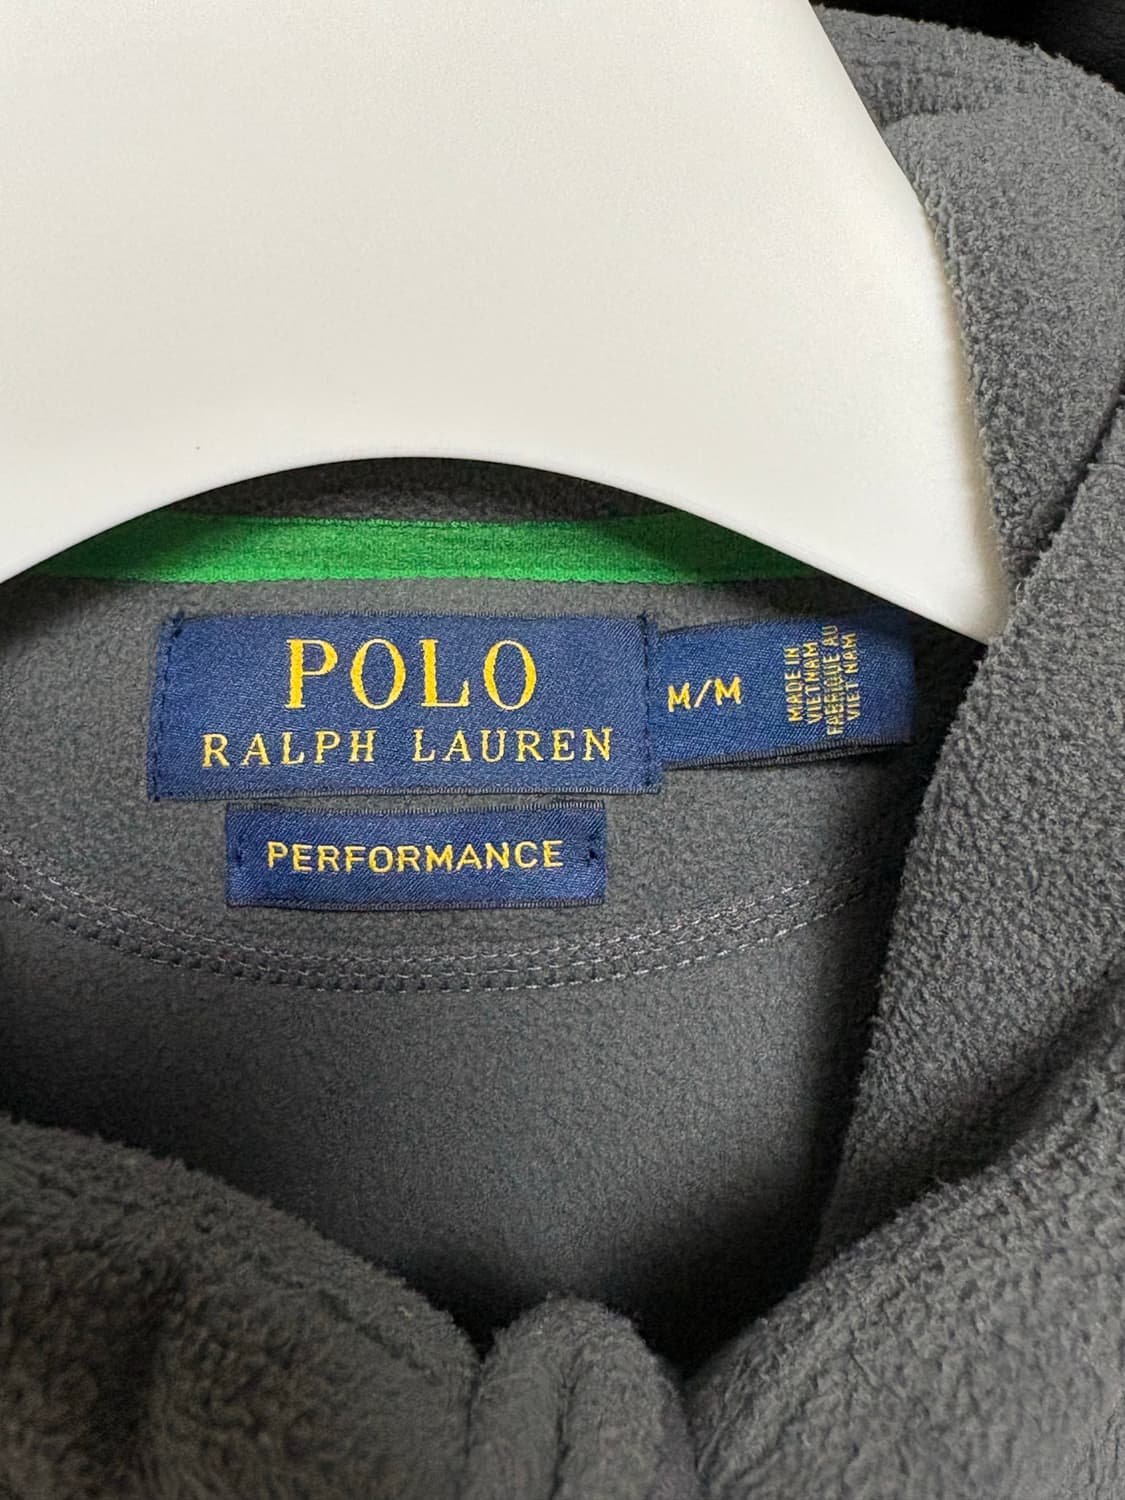 POLO
RALPH LAUREN
PERFORMANCE
M/M
MADE IN
VIETNAM
FABRIQUÉ AU
VIET NAM